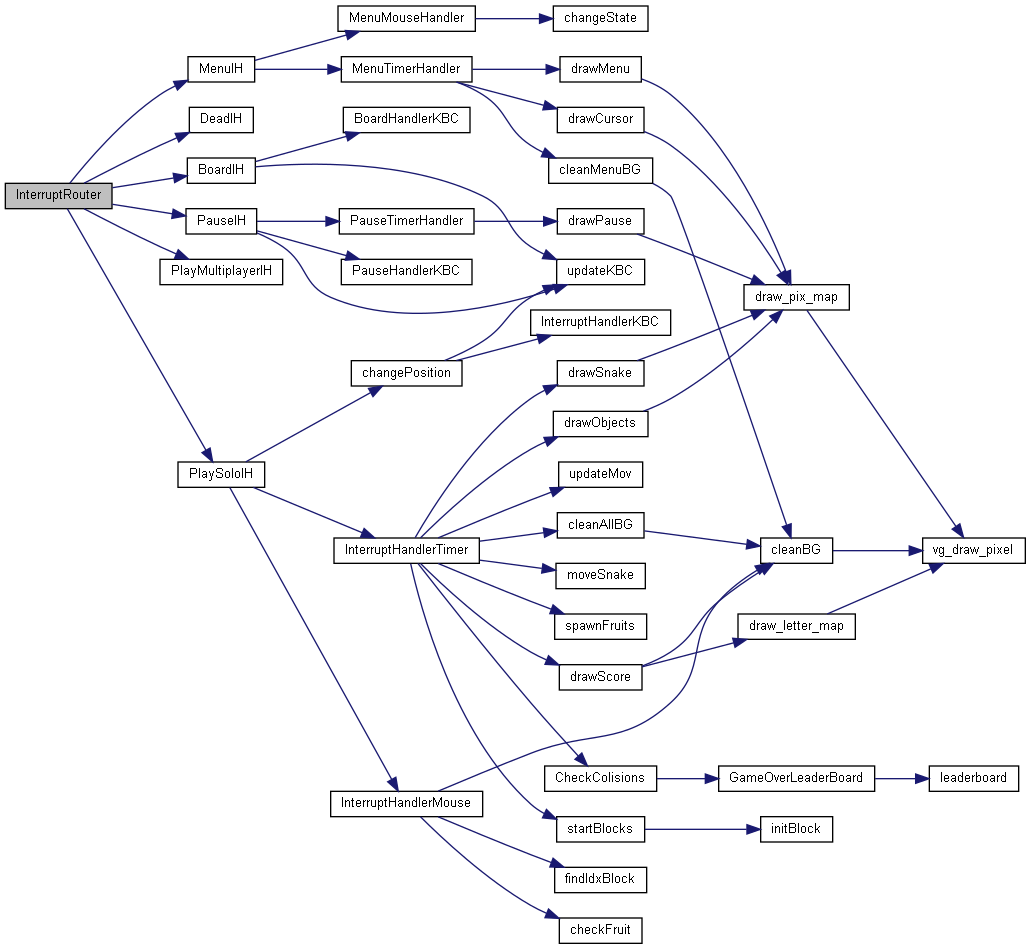 MenuMouseHandler
changeState
MenuIH
MenuTimerHandler
drawMenu
DeadIH
BoardHandlerKBC
drawCursor
BoardIH
cleanMenuBG
InterruptRouter
PauseIH
PauseTimerHandler
drawPause
PlayMultiplayerIH
PauseHandlerKBC
updateKBC
draw_pix_map
InterruptHandlerKBC
changePosition
drawSnake
drawObjects
PlaySoloIH
updateMov
cleanAllBG
InterruptHandlerTimer
cleanBG
vg_draw_pixel
moveSnake
spawnFruits
draw_letter_map
drawScore
CheckColisions
GameOverLeaderBoard
leaderboard
InterruptHandlerMouse
startBlocks
initBlock
findIdxBlock
checkFruit